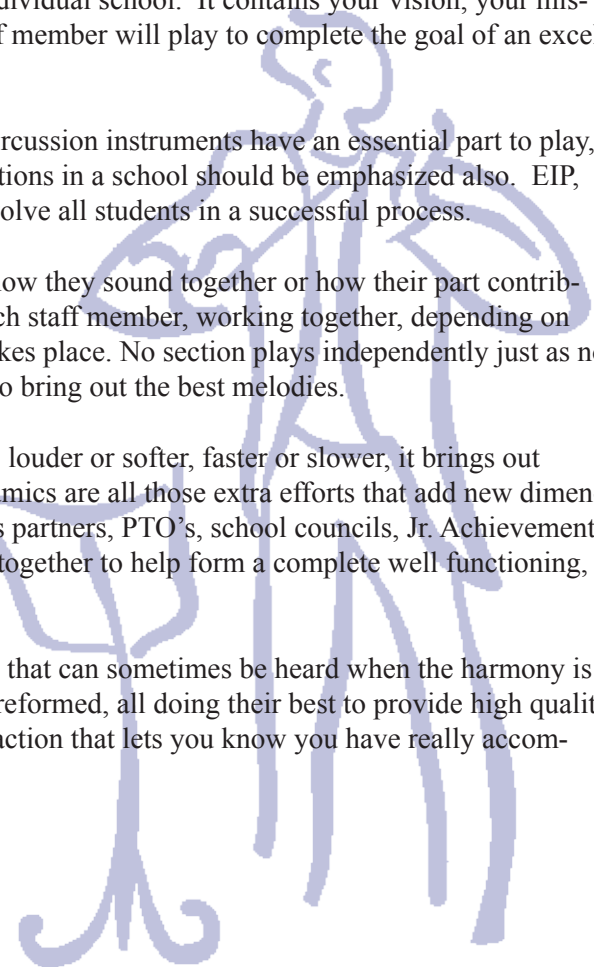 dividual school.  It contains your vision, your mis-
f member will play to complete the goal of an excel
rcussion instruments have an essential part to play,
tions in a school should be emphasized also.  EIP,
olve all students in a successful process.
how they sound together or how their part contrib-
ch staff member, working together, depending on
kes place. No section plays independently just as no
o bring out the best melodies.
louder or softer, faster or slower, it brings out
mics are all those extra efforts that add new dimen
s partners, PTO’s, school councils, Jr. Achievement
together to help form a complete well functioning,
that can sometimes be heard when the harmony is
reformed, all doing their best to provide high qualit
action that lets you know you have really accom-